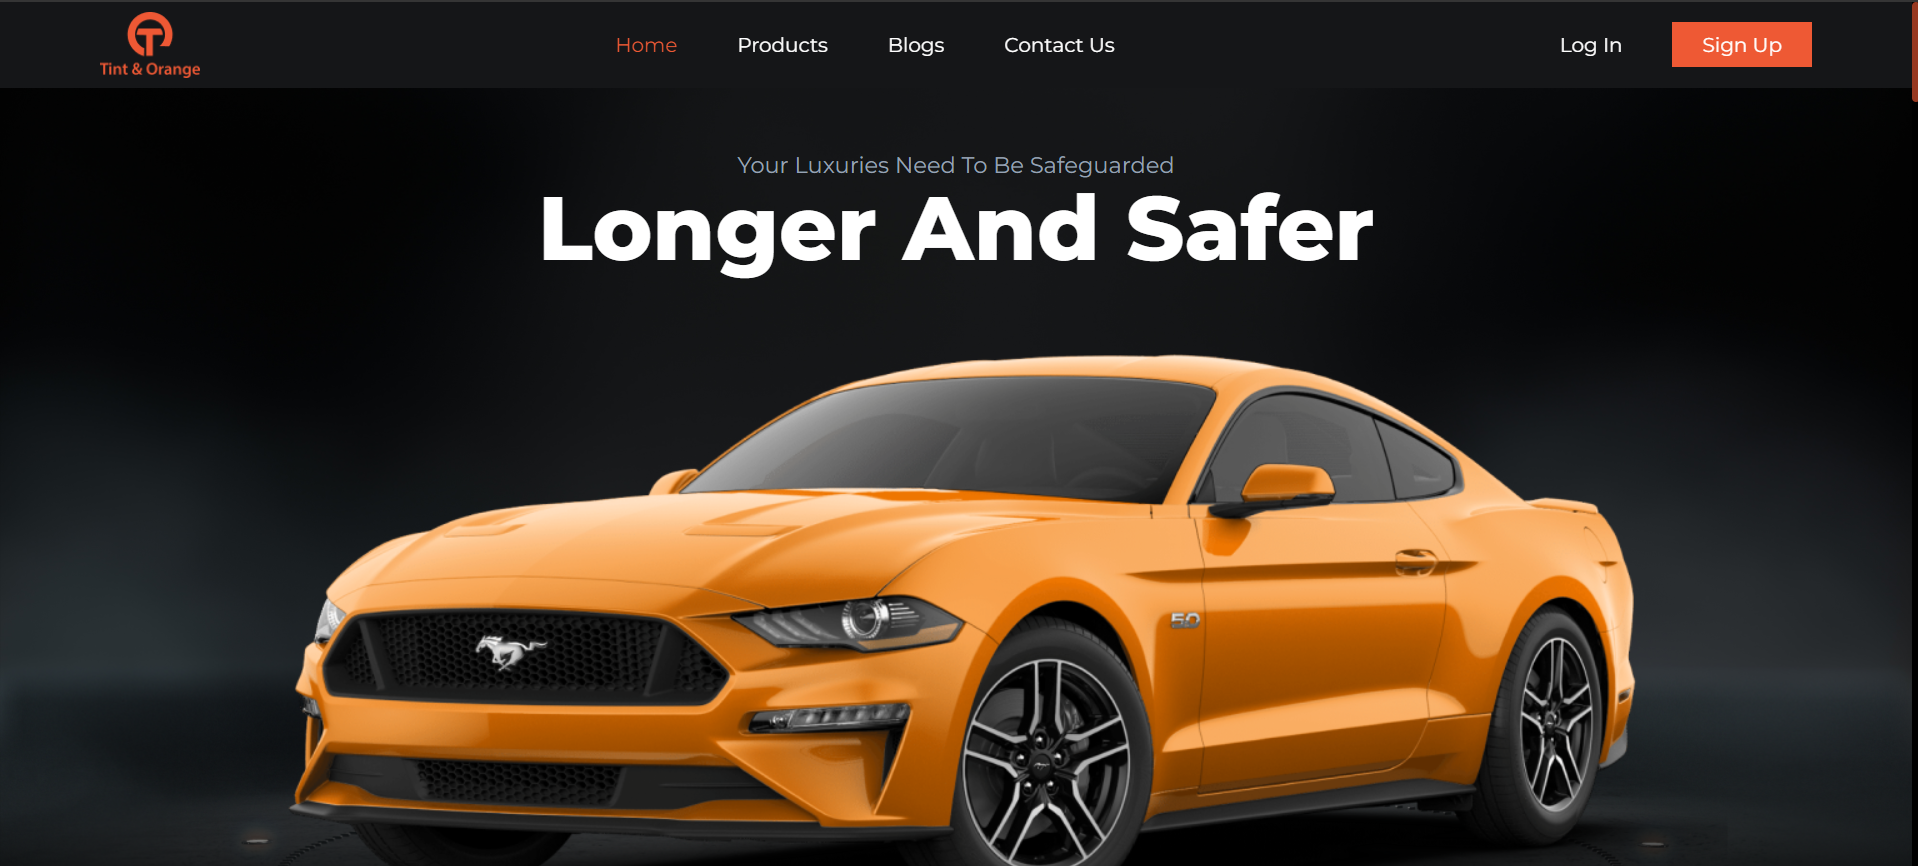 Tint & Orange
Home Products Blogs Contact Us Log In Sign Up
Your Luxuries Need To Be Safeguarded
Longer And Safer
5.0